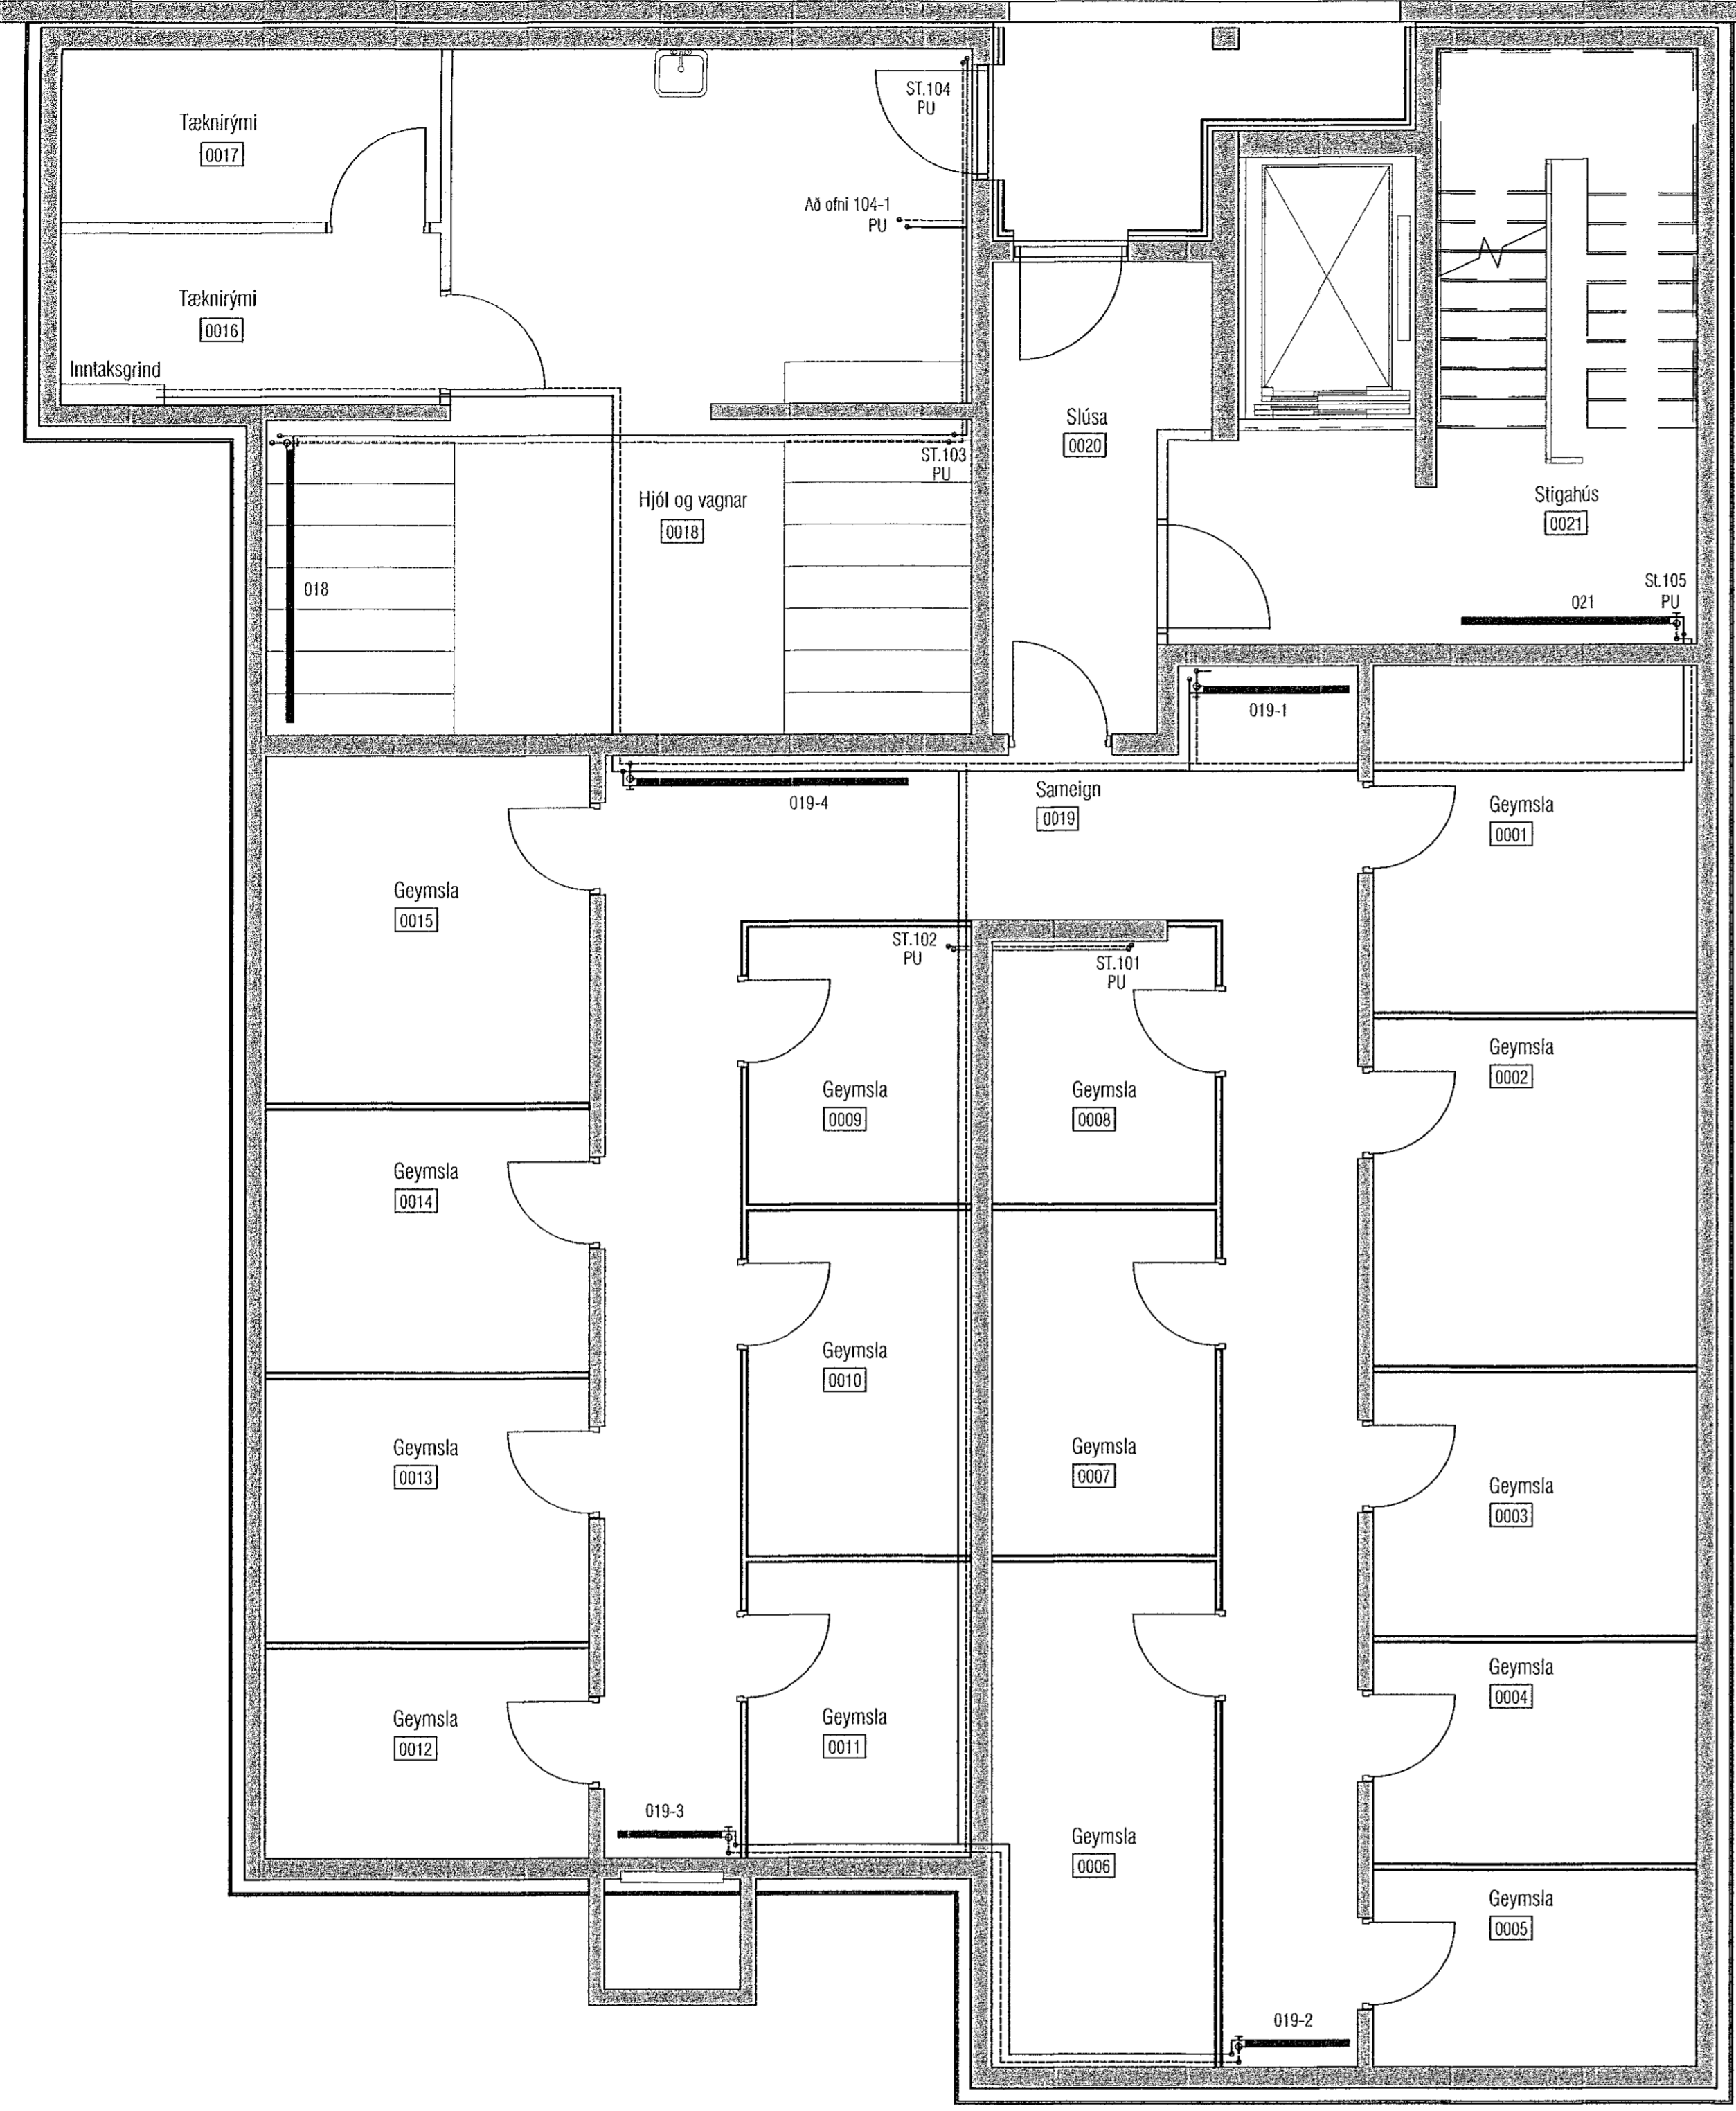 ST.104
PU
Tæknirými
0017
Að ofni 104-1
PU
Tæknirými
0016
Inntaksgrind
Slúsa
0020
ST.103
PU
Hjól og vagnar
0018
Stigahús
0021
018
St.105
PU
021
019-1
019-4
Sameign
0019
Geymsla
0001
Geymsla
0015
ST.102
PU
ST.101
PU
Geymsla
0002
Geymsla
0009
Geymsla
0008
Geymsla
0014
Geymsla
0010
Geymsla
0013
Geymsla
0007
Geymsla
0003
Geymsla
0004
Geymsla
0012
Geymsla
0011
019-3
Geymsla
0006
Geymsla
0005
019-2